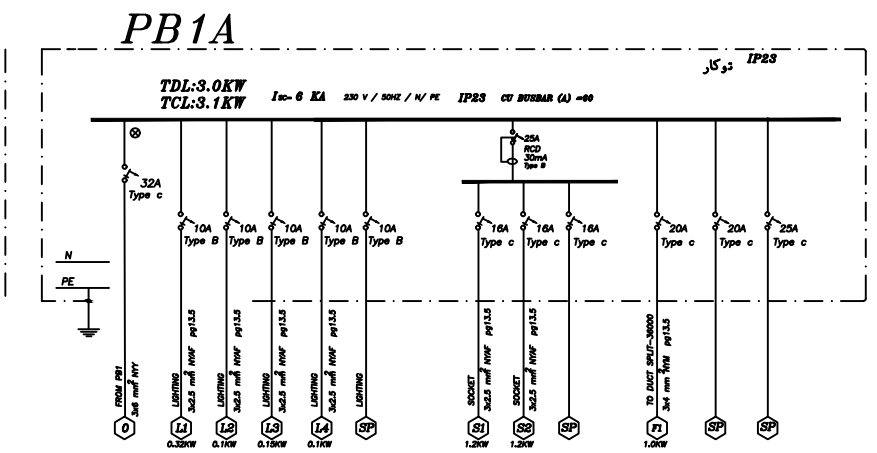 PB1A
توکار IP23
TDL:3.0KW
TCL:3.1KW
Isc= 6 KA 230 V / 50HZ / N/ PE IP23 CU BUSBAR (A) =60
25A
RCD
30mA
Type B
32A
Type c
10A
Type B
10A
Type B
10A
Type B
10A
Type B
10A
Type B
16A
Type c
16A
Type c
16A
Type c
20A
Type c
20A
Type c
25A
Type c
N
PE
FROM PB1
3x6 mm2 NYY
LIGHTING
3x2.5 mm2 NYAF pg13.5
LIGHTING
3x2.5 mm2 NYAF pg13.5
LIGHTING
3x2.5 mm2 NYAF pg13.5
LIGHTING
3x2.5 mm2 NYAF pg13.5
LIGHTING
SOCKET
3x2.5 mm2 NYAF pg13.5
SOCKET
3x2.5 mm2 NYAF pg13.5
TO DUCT SPLIT-36000
3x4 mm2 NYM pg13.5
0 L1 L2 L3 L4 SP S1 S2 SP F1 SP SP
0.32KW 0.1KW 0.15KW 0.1KW 1.2KW 1.2KW 1.0KW